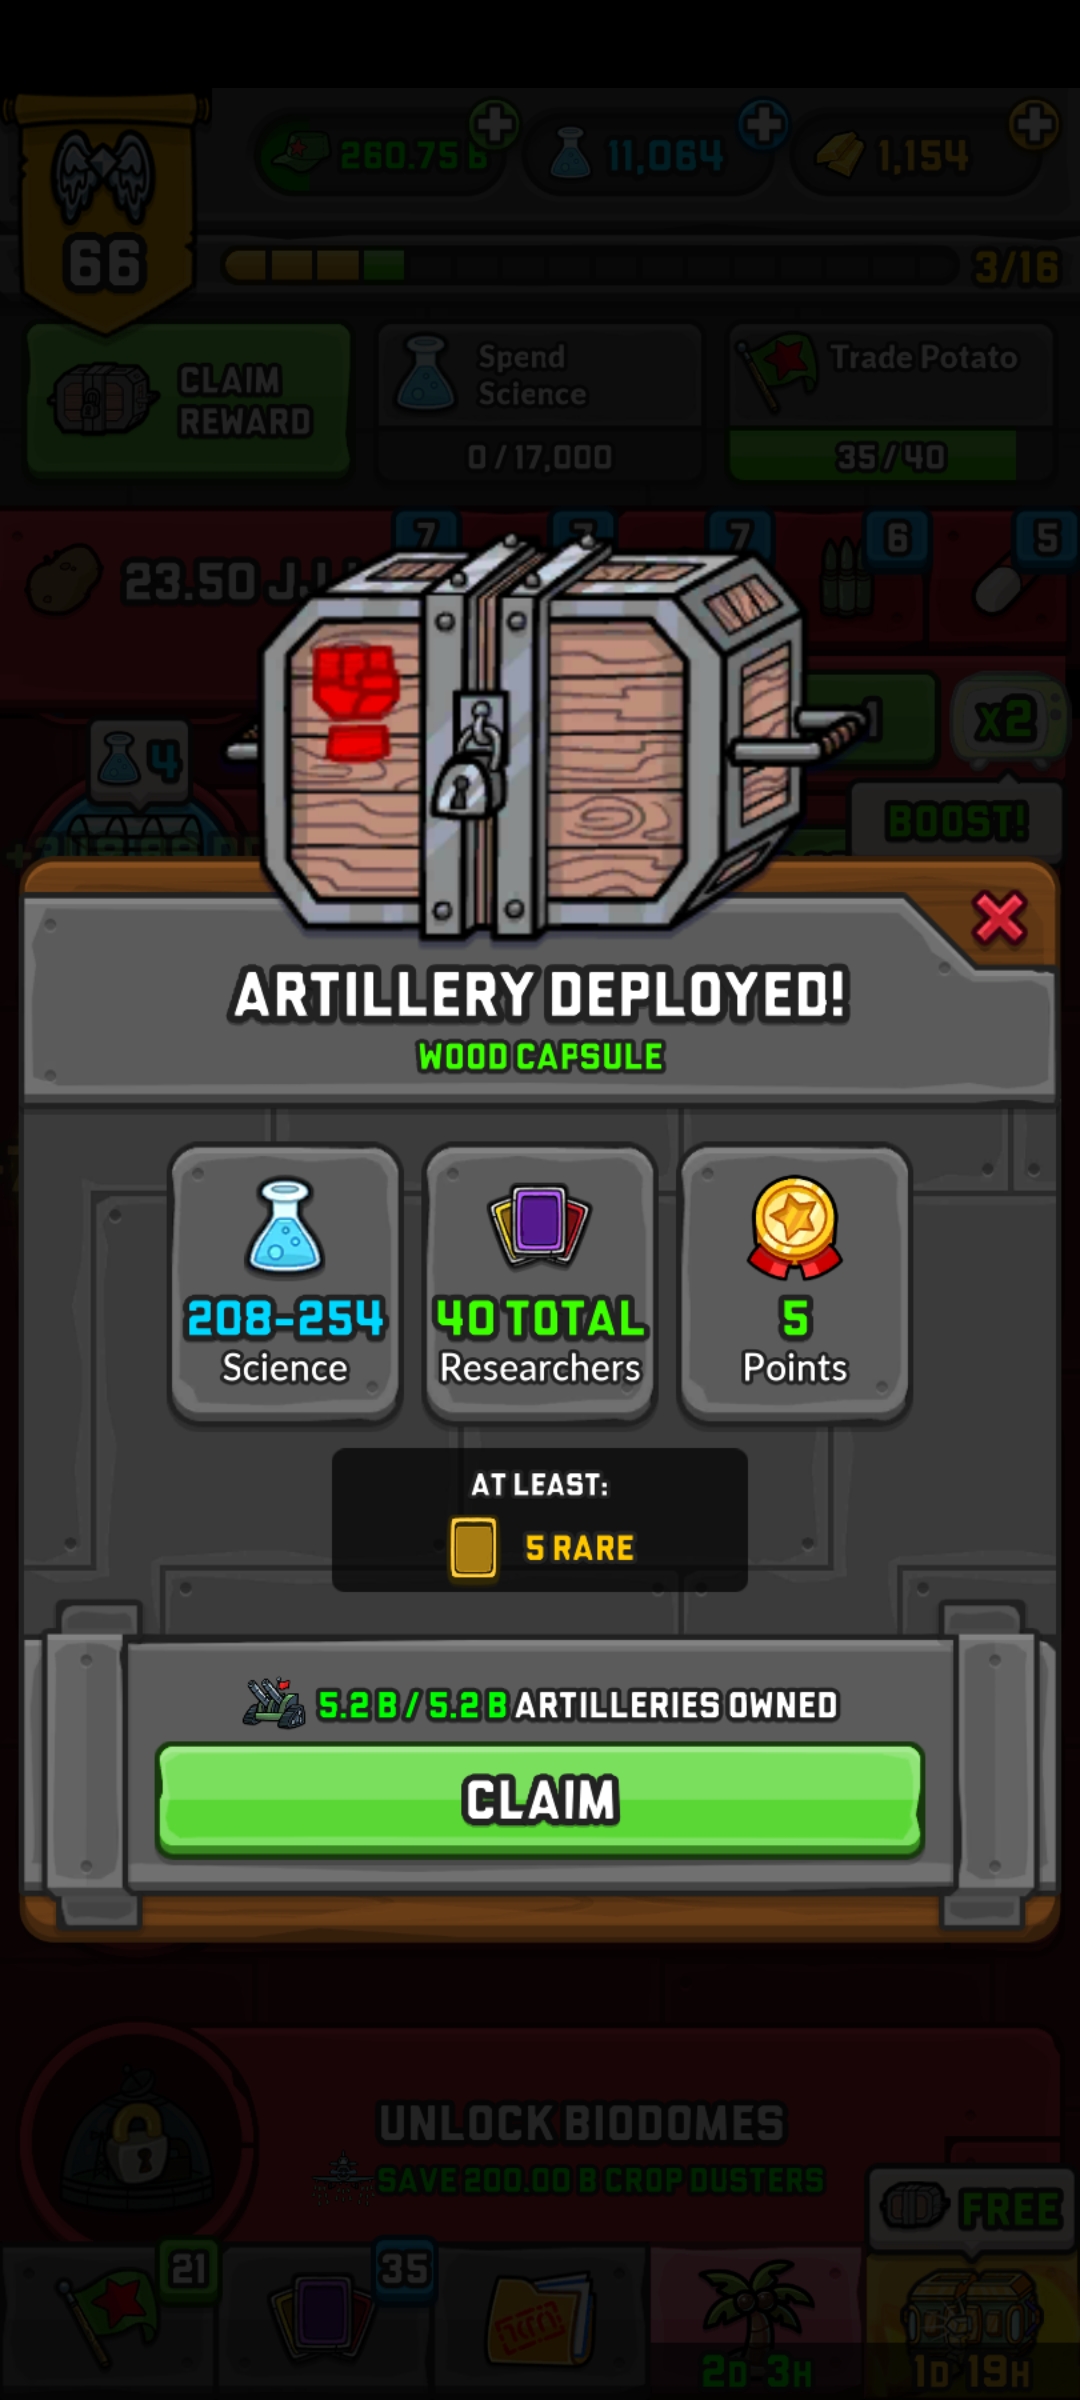 260.75 B
11,064
1,154
66
3/16
CLAIM
REWARD
Spend
Science
0 / 17,000
Trade Potato
35 / 40
7
7
7
6
5
23.50
4
1
X2
BOOST!
ARTILLERY DEPLOYED!
WOOD CAPSULE
208-254
Science
40 TOTAL
Researchers
5
Points
AT LEAST:
5 RARE
5.2 B / 5.2 B ARTILLERIES OWNED
CLAIM
UNLOCK BIODOMES
SAVE 200.00 B CROP DUSTERS
FREE
21
35
2D 3H
1D 19H